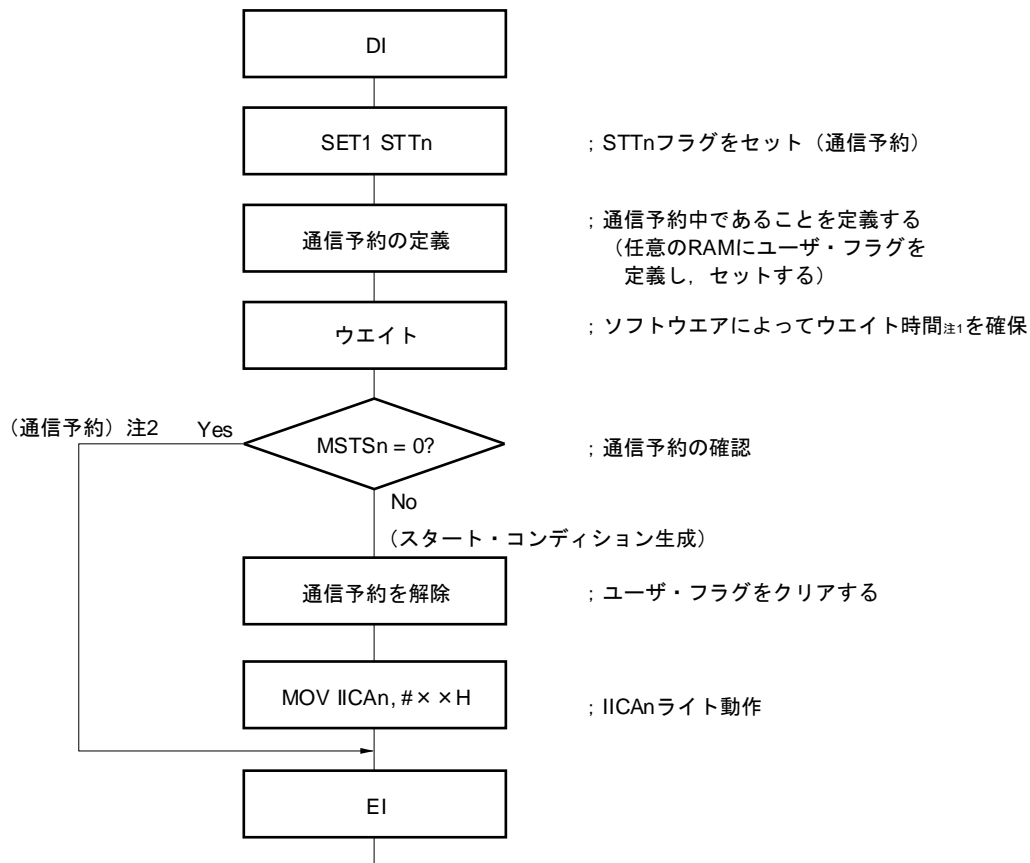 DI
SET1 STTn
; STTnフラグをセット（通信予約）
通信予約の定義
; 通信予約中であることを定義する
（任意のRAMにユーザ・フラグを
定義し，セットする）
ウエイト
; ソフトウエアによってウエイト時間注1を確保
（通信予約）注2 Yes
MSTSn = 0?
; 通信予約の確認
No
（スタート・コンディション生成）
通信予約を解除
; ユーザ・フラグをクリアする
MOV IICAn, #××H
; IICAnライト動作
EI